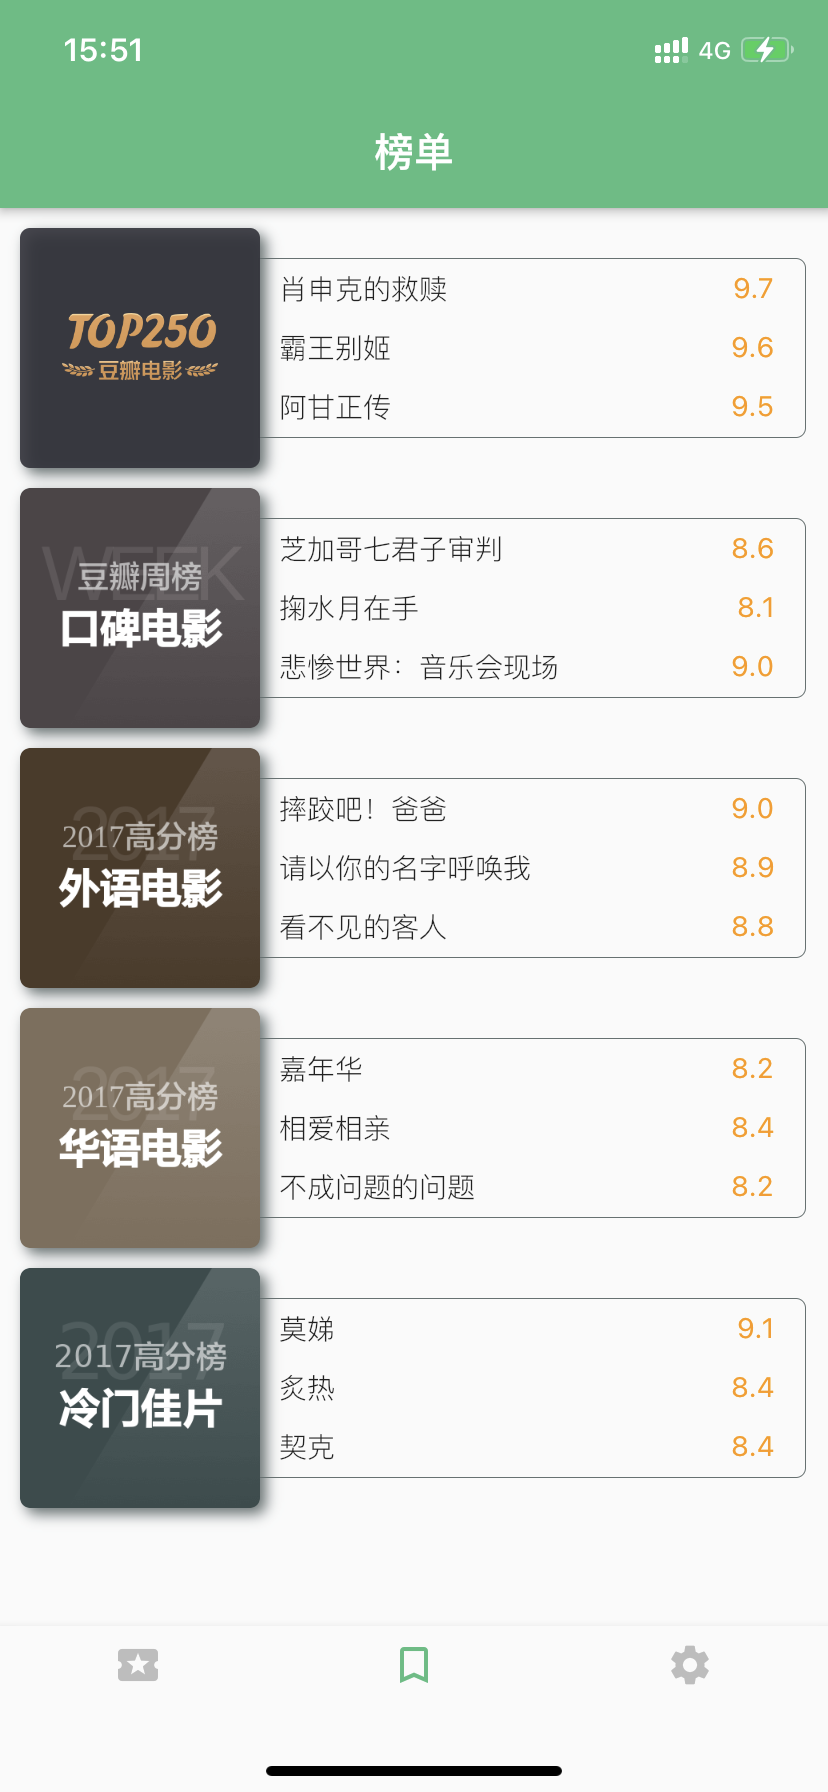 15:51
4G
榜单
TOP250
豆瓣电影
肖申克的救赎 9.7
霸王别姬 9.6
阿甘正传 9.5
WEEK
豆瓣周榜
口碑电影
芝加哥七君子审判 8.6
掬水月在手 8.1
悲惨世界：音乐会现场 9.0
2017
2017高分榜
外语电影
摔跤吧！爸爸 9.0
请以你的名字呼唤我 8.9
看不见的客人 8.8
2017
2017高分榜
华语电影
嘉年华 8.2
相爱相亲 8.4
不成问题的问题 8.2
2017
2017高分榜
冷门佳片
莫娣 9.1
炙热 8.4
契克 8.4